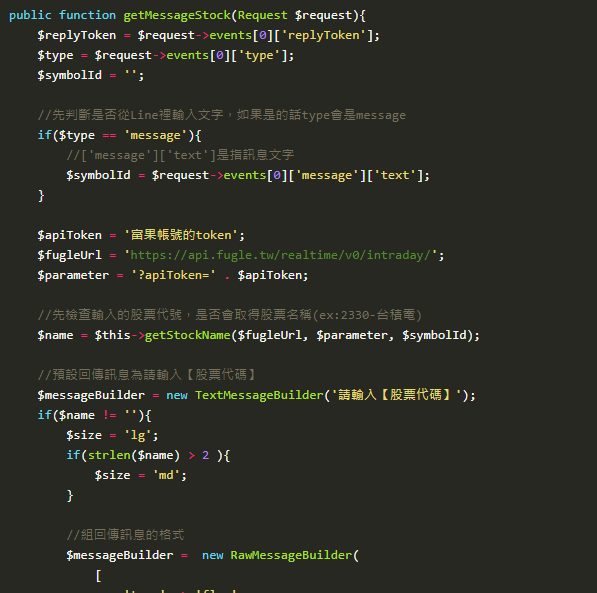 public function getMessageStock(Request $request){
$replyToken = $request->events[0]['replyToken'];
$type = $request->events[0]['type'];
$symbolId = '';
//先判斷是否從Line裡輸入文字，如果是的話type會是message
if($type == 'message'){
//['message']['text']是指訊息文字
$symbolId = $request->events[0]['message']['text'];
}
$apiToken = '富果帳號的token';
$fugleUrl = 'https://api.fugle.tw/realtime/v0/intraday/';
$parameter = '?apiToken=' . $apiToken;
//先檢查輸入的股票代號，是否會取得股票名稱(ex:2330-台積電)
$name = $this->getStockName($fugleUrl, $parameter, $symbolId);
//預設回傳訊息為請輸入【股票代碼】
$messageBuilder = new TextMessageBuilder('請輸入【股票代碼】');
if($name != ''){
$size = 'lg';
if(strlen($name) > 2 ){
$size = 'md';
}
//組回傳訊息的格式
$messageBuilder =  new RawMessageBuilder(
[